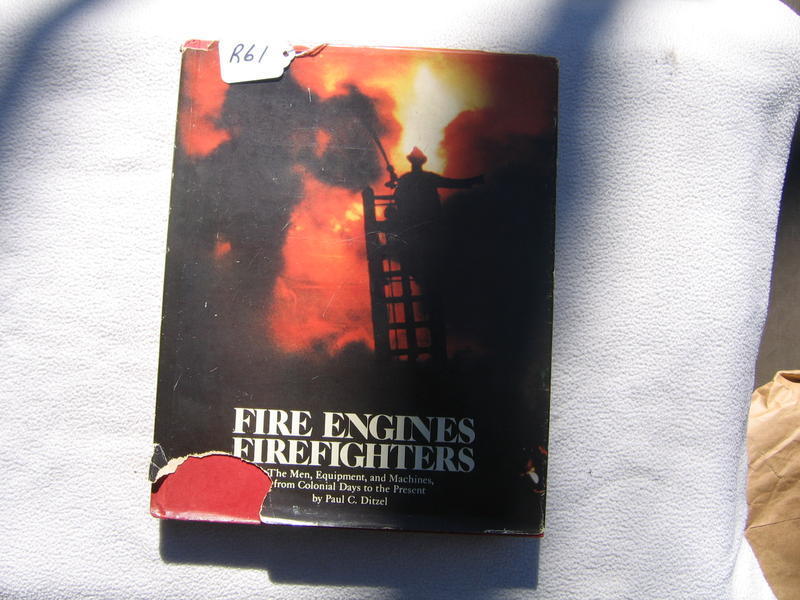 R61
FIRE ENGINES
FIREFIGHTERS
The Men, Equipment, and Machines,
from Colonial Days to the Present
by Paul C. Ditzel